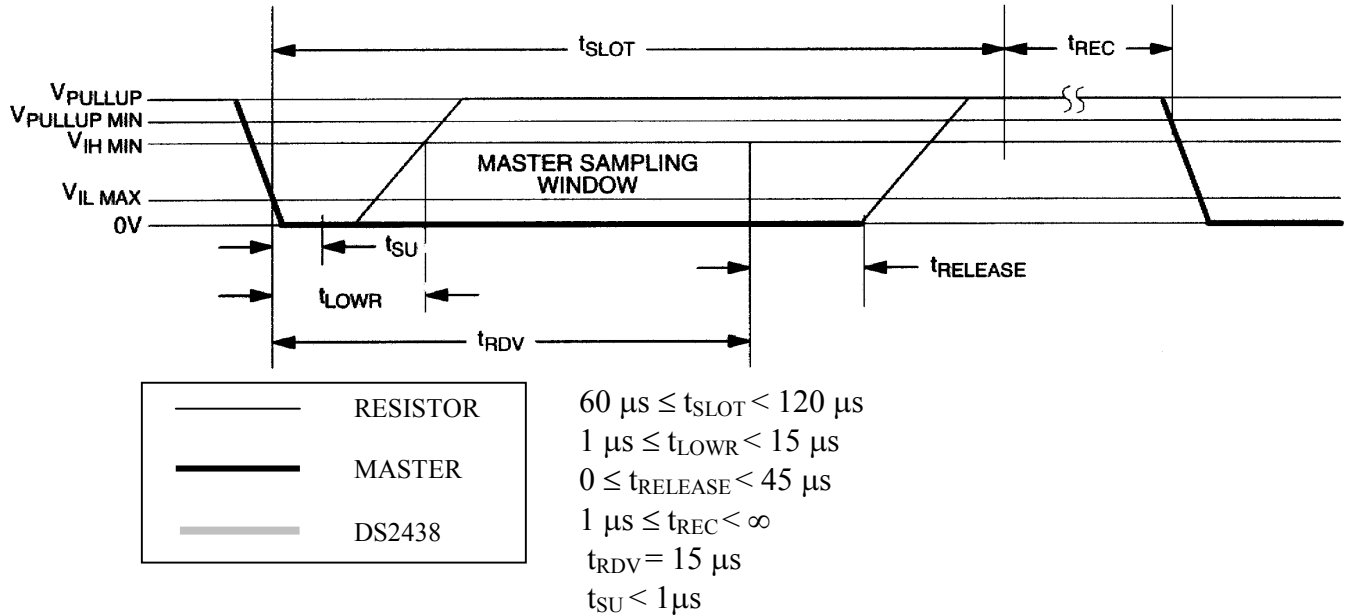 tSLOT
tREC
VPULLUP
VPULLUP MIN
VIH MIN
MASTER SAMPLING
WINDOW
VIL MAX
0V
tSU
tRELEASE
tLOWR
tRDV
RESISTOR
MASTER
DS2438
60 μs ≤ tSLOT < 120 μs
1 μs ≤ tLOWR < 15 μs
0 ≤ tRELEASE < 45 μs
1 μs ≤ tREC < ∞
tRDV = 15 μs
tSU < 1μs